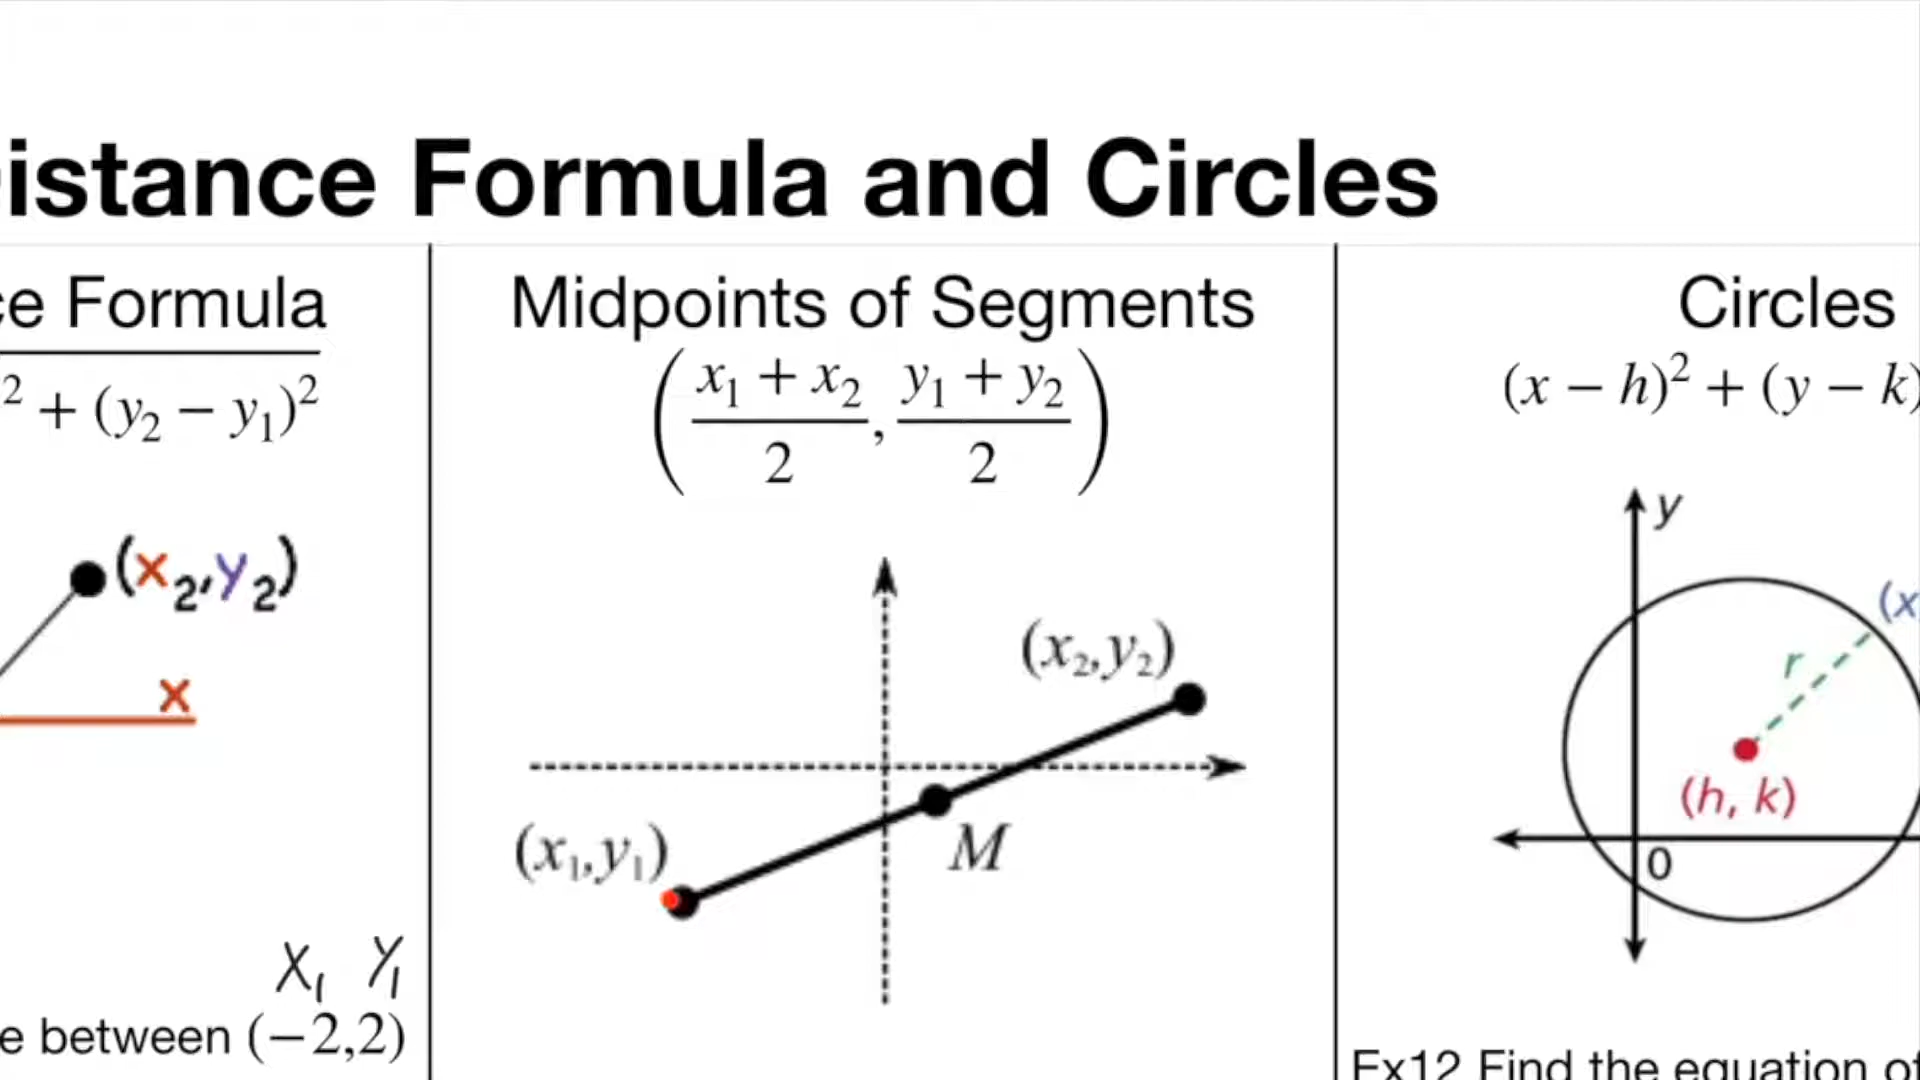 istance Formula and Circles
ce Formula
² + (y₂ − y₁)²
(x₂,y₂)
x
X₁ Y₁
e between (−2,2)
Midpoints of Segments
(x₁ + x₂ / 2, y₁ + y₂ / 2)
(x₂,y₂)
(x₁,y₁)
M
Circles
(x − h)² + (y − k)
y
(x
r
(h, k)
0
Ex12 Find the equation of